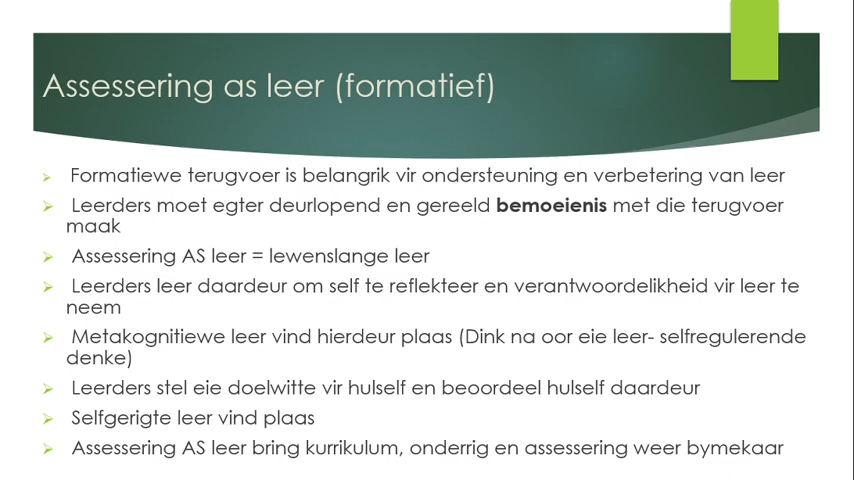 Assessering as leer (formatief)
Formatiewe terugvoer is belangrik vir ondersteuning en verbetering van leer
Leerders moet egter deurlopend en gereeld bemoeienis met die terugvoer
maak
Assessering AS leer = lewenslange leer
Leerders leer daardeur om self te reflekteer en verantwoordelikheid vir leer te
neem
Metakognitiewe leer vind hierdeur plaas (Dink na oor eie leer- selfregulerende
denke)
Leerders stel eie doelwitte vir hulself en beoordeel hulself daardeur
Selfgerigte leer vind plaas
Assessering AS leer bring kurrikulum, onderrig en assessering weer bymekaar